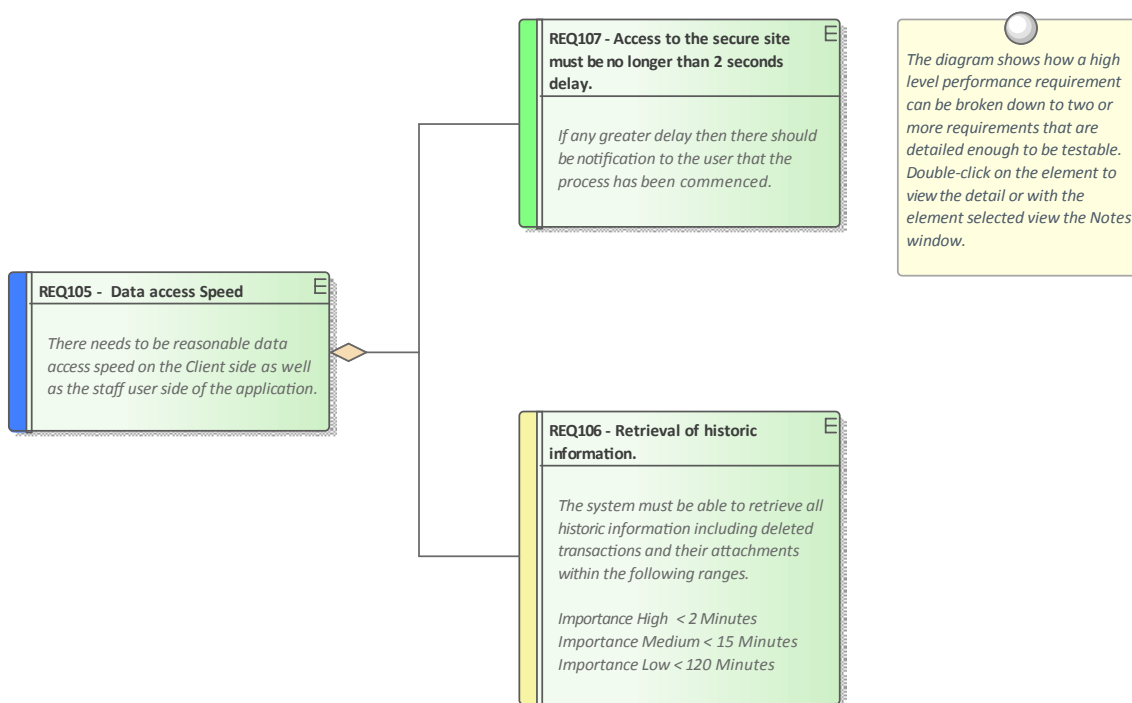 REQ107 - Access to the secure site
must be no longer than 2 seconds
delay.
If any greater delay then there should
be notification to the user that the
process has been commenced.
The diagram shows how a high
level performance requirement
can be broken down to two or
more requirements that are
detailed enough to be testable.
Double-click on the element to
view the detail or with the
element selected view the Notes
window.
REQ105 - Data access Speed
There needs to be reasonable data
access speed on the Client side as well
as the staff user side of the application.
REQ106 - Retrieval of historic
information.
The system must be able to retrieve all
historic information including deleted
transactions and their attachments
within the following ranges.
Importance High < 2 Minutes
Importance Medium < 15 Minutes
Importance Low < 120 Minutes